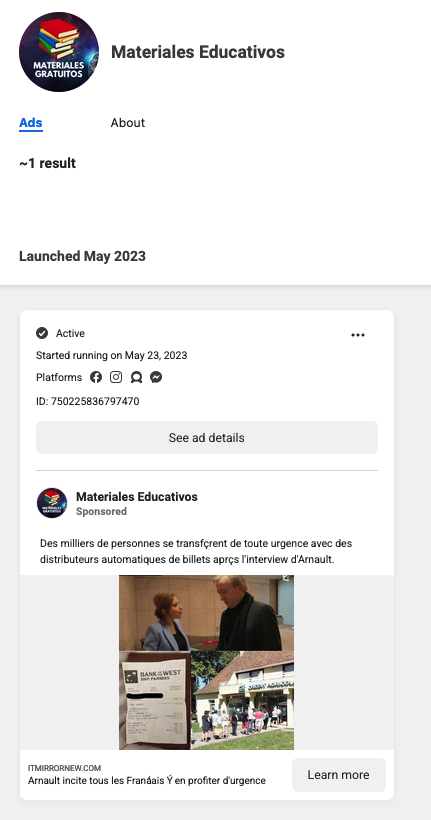 MATERIALES
GRATUITOS
Materiales Educativos
Ads About
~1 result
Launched May 2023
Active
Started running on May 23, 2023
Platforms
ID: 750225836797470
See ad details
Materiales Educativos
Sponsored
Des milliers de personnes se transfçrent de toute urgence avec des
distributeurs automatiques de billets aprçs l'interview d'Arnault.
BANK OF THE WEST
BNP PARIBAS
CRÉDIT AGRICOLE
ITMIRRORNEW.COM
Arnault incite tous les Franáais Ý en profiter d'urgence
Learn more